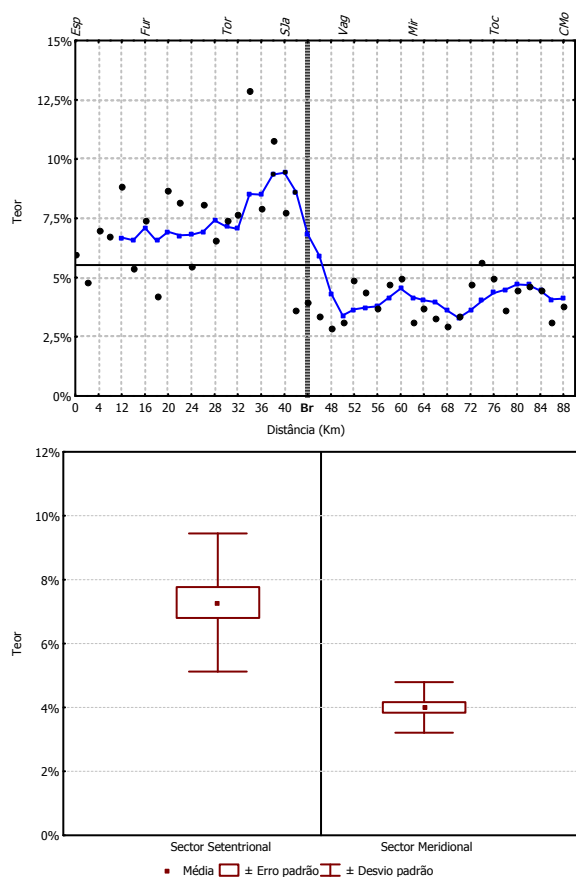 Esp Fur Tor SJa Vag Mir Toc CMo
15%
12,5%
10%
7,5%
5%
2,5%
0%
Teor
0 4 8 12 16 20 24 28 32 36 40 Br 48 52 56 60 64 68 72 76 80 84 88
Distância (Km)
12%
10%
8%
6%
4%
2%
0%
Teor
Sector Setentrional Sector Meridional
Média ± Erro padrão ± Desvio padrão